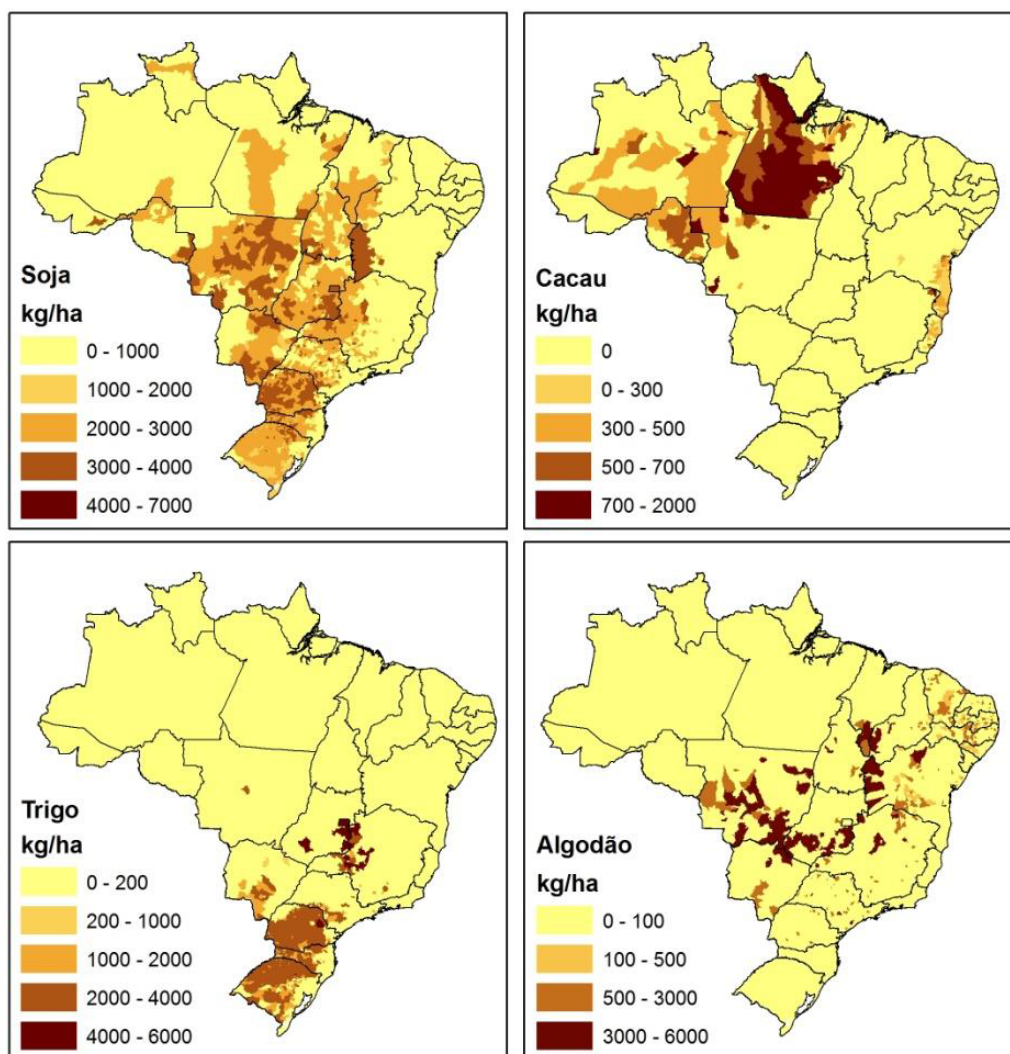 Soja
kg/ha
0 - 1000
1000 - 2000
2000 - 3000
3000 - 4000
4000 - 7000
Cacau
kg/ha
0
0 - 300
300 - 500
500 - 700
700 - 2000
Trigo
kg/ha
0 - 200
200 - 1000
1000 - 2000
2000 - 4000
4000 - 6000
Algodão
kg/ha
0 - 100
100 - 500
500 - 3000
3000 - 6000